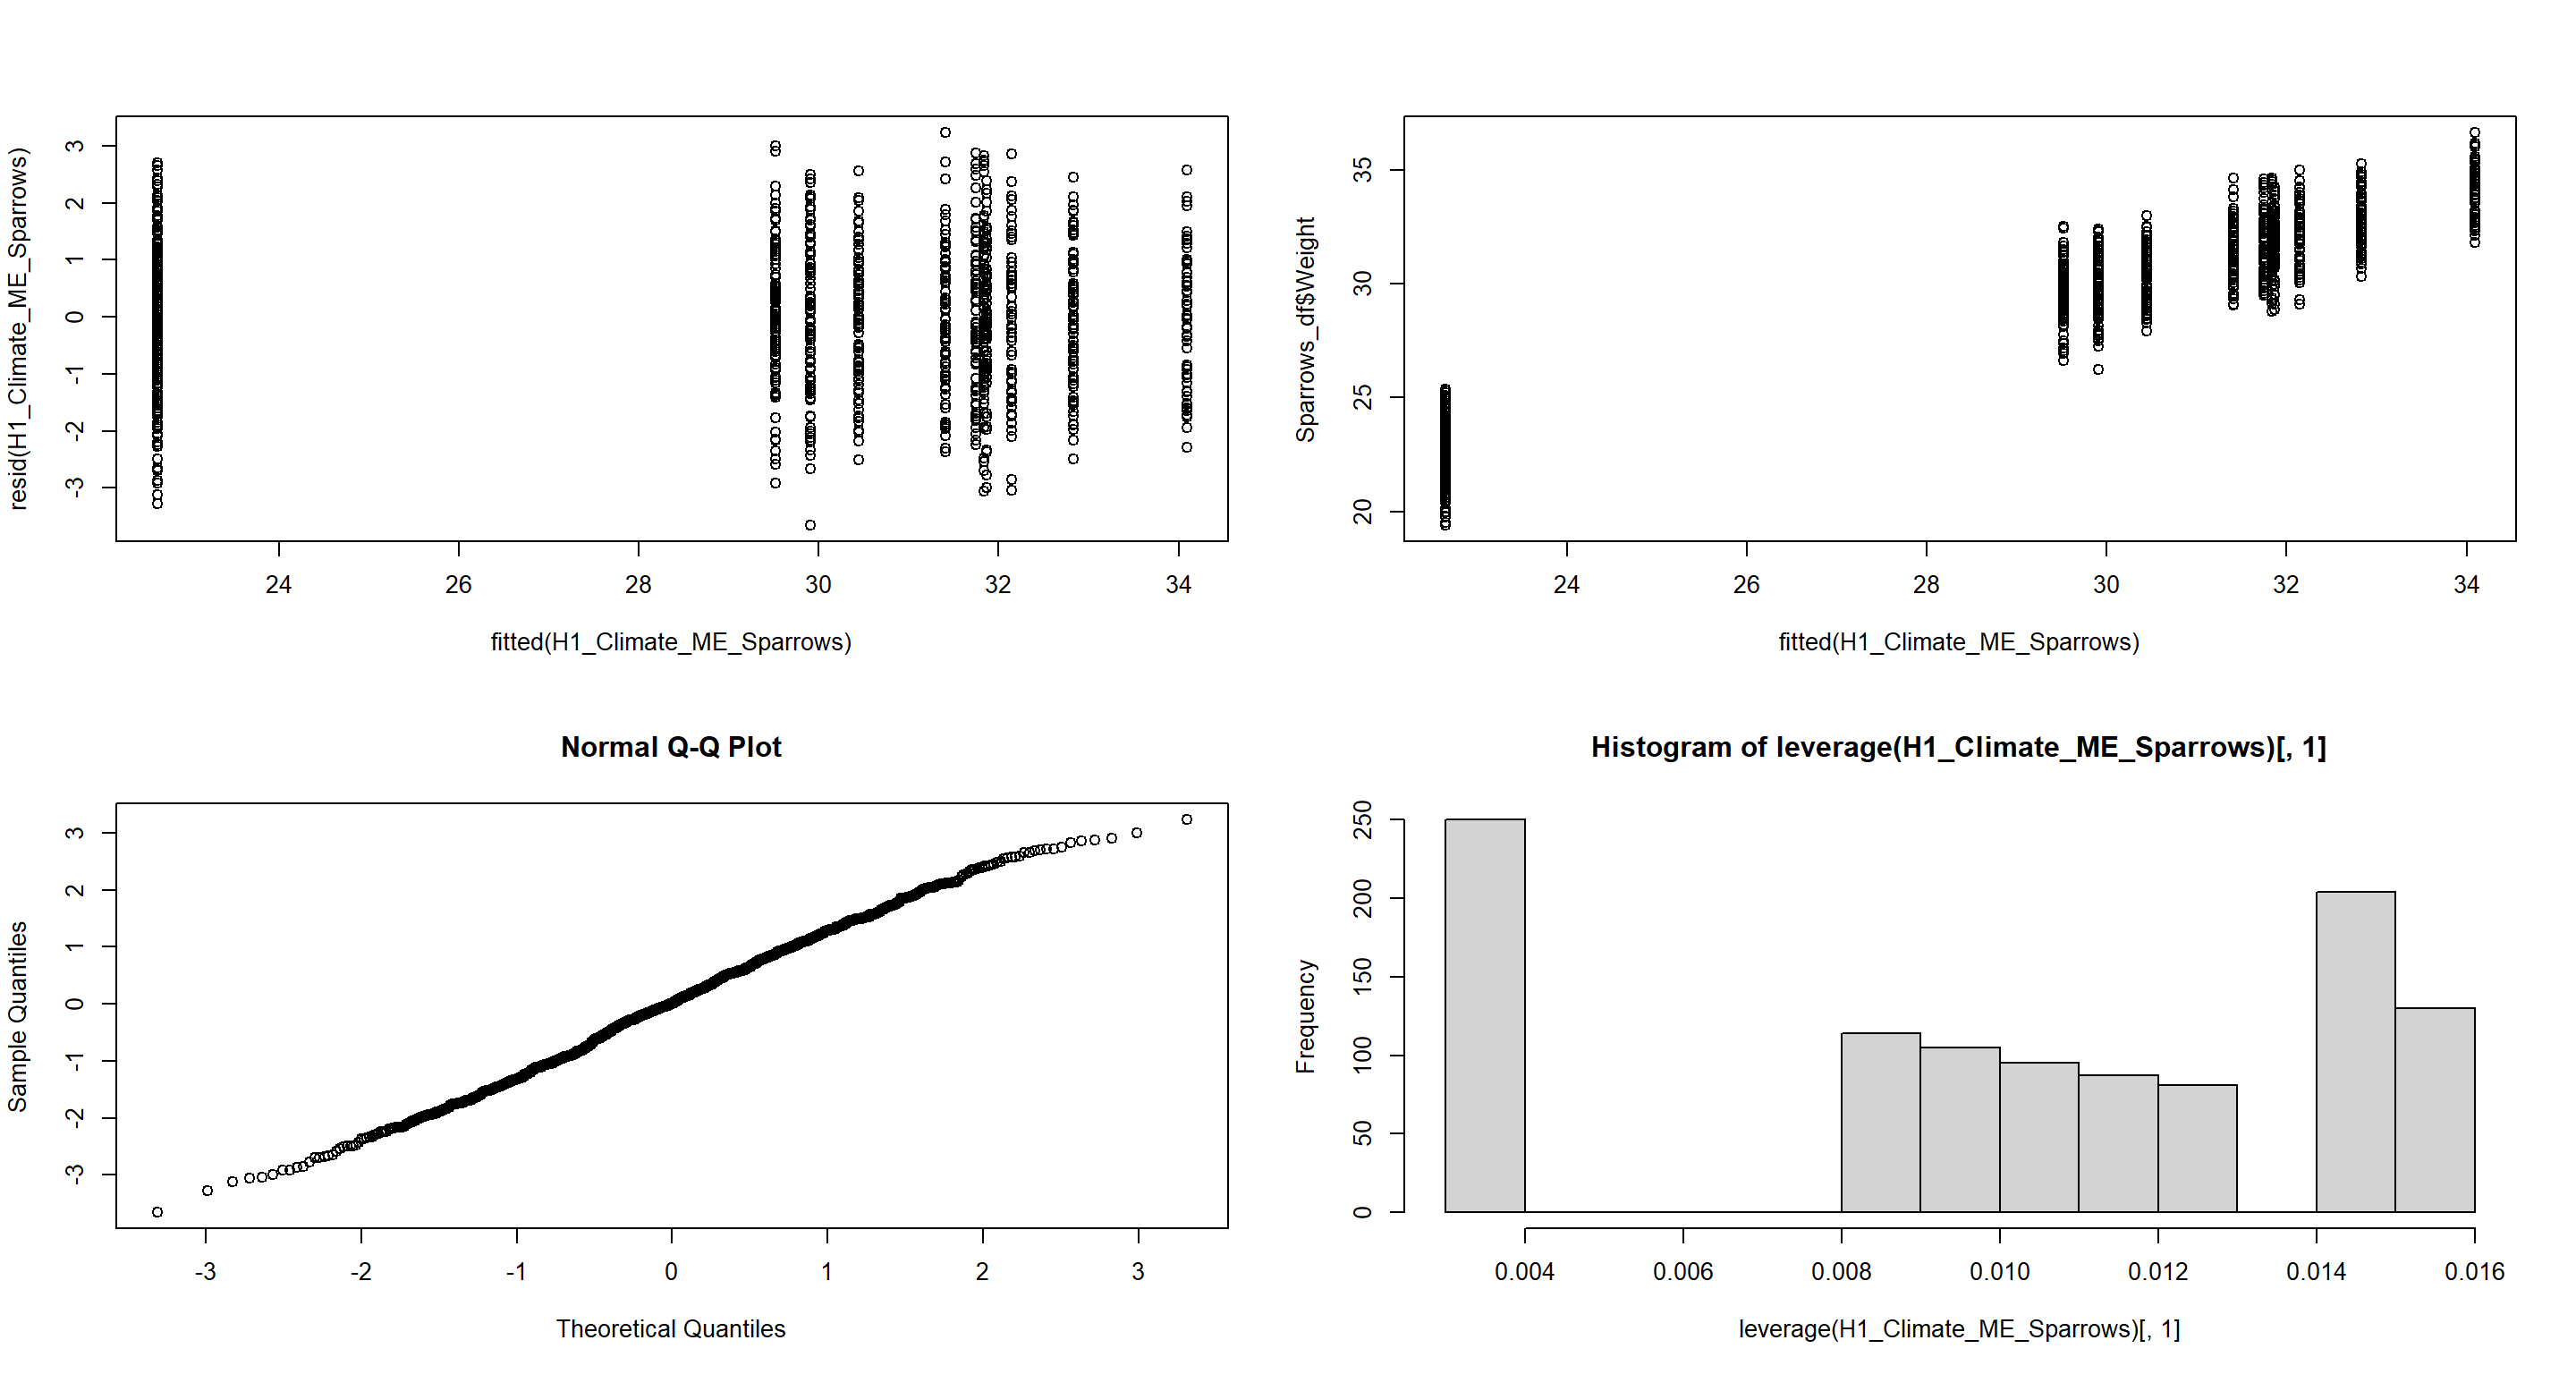 resid(H1_Climate_ME_Sparrows)
3
2
1
0
-1
-2
-3
24 26 28 30 32 34
fitted(H1_Climate_ME_Sparrows)
Sparrows_df$Weight
35
30
25
20
24 26 28 30 32 34
fitted(H1_Climate_ME_Sparrows)
Normal Q-Q Plot
Sample Quantiles
3
2
1
0
-1
-2
-3
-3 -2 -1 0 1 2 3
Theoretical Quantiles
Histogram of leverage(H1_Climate_ME_Sparrows)[, 1]
Frequency
250
200
150
100
50
0
0.004 0.006 0.008 0.010 0.012 0.014 0.016
leverage(H1_Climate_ME_Sparrows)[, 1]